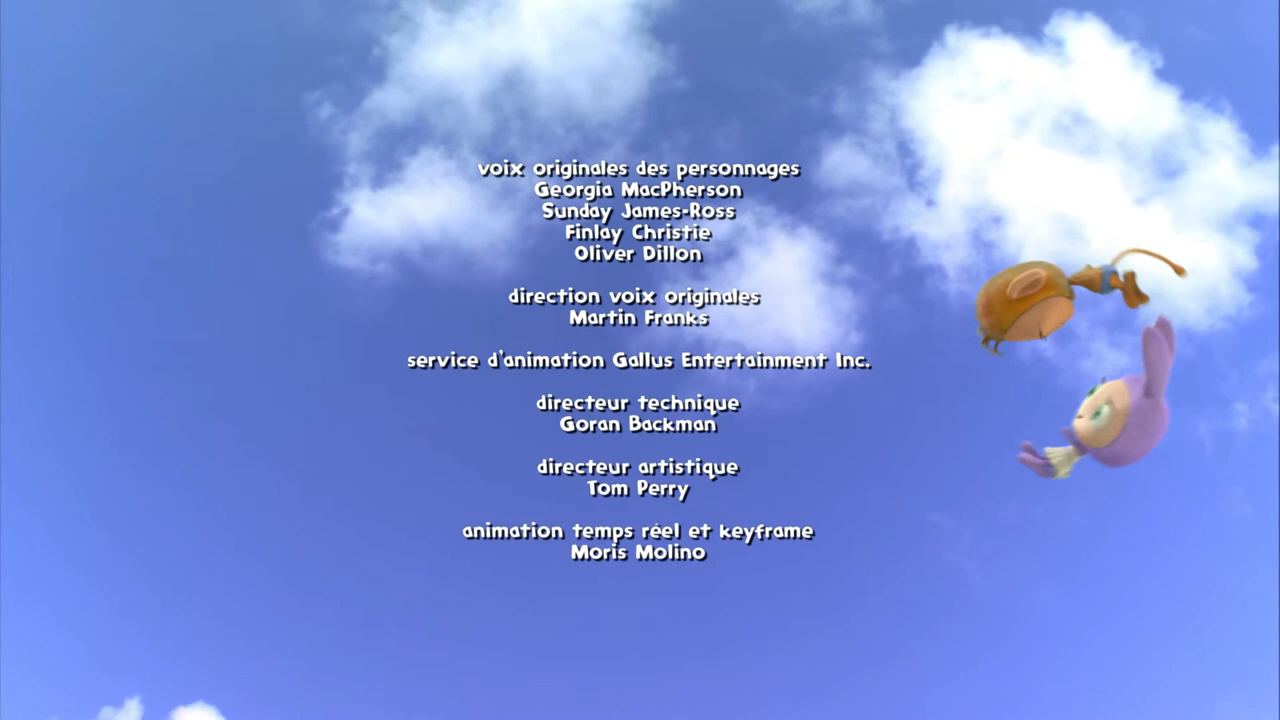 voix originales des personnages
Georgia MacPherson
Sunday James-Ross
Finlay Christie
Oliver Dillon
direction voix originales
Martin Franks
service d'animation Gallus Entertainment Inc.
directeur technique
Goran Backman
directeur artistique
Tom Perry
animation temps réel et keyframe
Moris Molino